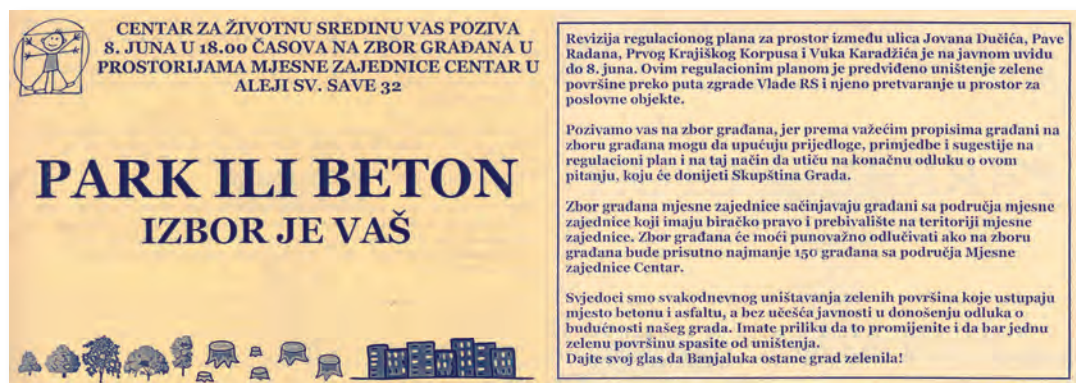 CENTAR ZA ŽIVOTNU SREDINU VAS POZIVA
8. JUNA U 18.00 ČASOVA NA ZBOR GRAĐANA U
PROSTORIJAMA MJESNE ZAJEDNICE CENTAR U
ALEJI SV. SAVE 32
PARK ILI BETON
IZBOR JE VAŠ
Revizija regulacionog plana za prostor između ulica Jovana Dučića, Pave
Radana, Prvog Krajiškog Korpusa i Vuka Karadžića je na javnom uvidu
do 8. juna. Ovim regulacionim planom je predviđeno uništenje zelene
površine preko puta zgrade Vlade RS i njeno pretvaranje u prostor za
poslovne objekte.
Pozivamo vas na zbor građana, jer prema važećim propisima građani na
zboru građana mogu da upućuju prijedloge, primjedbe i sugestije na
regulacioni plan i na taj način da utiču na konačnu odluku o ovom
pitanju, koju će donijeti Skupština Grada.
Zbor građana mjesne zajednice sačinjavaju građani sa područja mjesne
zajednice koji imaju biračko pravo i prebivalište na teritoriji mjesne
zajednice. Zbor građana će moći punovažno odlučivati ako na zboru
građana bude prisutno najmanje 150 građana sa područja Mjesne
zajednice Centar.
Svjedoci smo svakodnevnog uništavanja zelenih površina koje ustupaju
mjesto betonu i asfaltu, a bez učešća javnosti u donošenju odluka o
budućnosti našeg grada. Imate priliku da to promijenite i da bar jednu
zelenu površinu spasite od uništenja.
Dajte svoj glas da Banjaluka ostane grad zelenila!